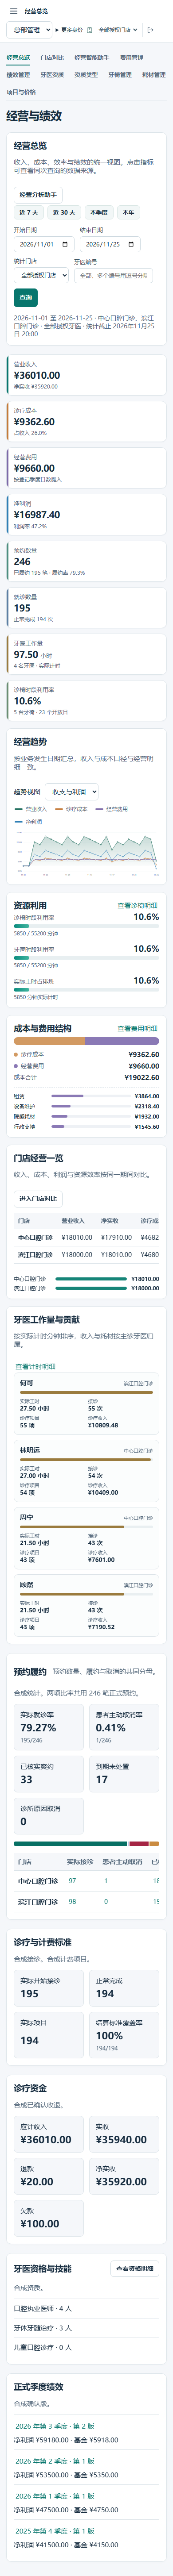 经营总览
总部管理
更多身份
全部授权门店
经营总览 门店对比 经营智能助手 费用管理
绩效管理 牙医资质 资质类型 牙椅管理 耗材管理
项目与价格
经营与绩效
经营总览
收入、成本、效率与绩效的统一视图。点击指标可查看同次查询的数据来源。
经营分析助手
近 7 天 近 30 天 本季度 本年
开始日期 结束日期
2026/11/01 2026/11/25
统计门店 牙医编号
全部授权门店 全部、多个编号用逗号分隔
查询
2026-11-01 至 2026-11-25 · 中心口腔门诊、滨江口腔门诊 · 全部授权牙医 · 统计截止 2026年11月25日 20:00
营业收入
¥36010.00
净实收 ¥35920.00
诊疗成本
¥9362.60
占收入 26.0%
经营费用
¥9660.00
按登记季度日数摊入
净利润
¥16987.40
利润率 47.2%
预约数量
246
已履约 195 笔 · 履约率 79.3%
就诊数量
195
正常完成 194 次
牙医工作量
97.50 小时
4 名牙医 · 实际计时
诊椅时段利用率
10.6%
5 台牙椅 · 23 个开放日
经营趋势
按业务发生日期汇总，收入与成本口径与经营明细一致。
趋势视图 收支与利润
营业收入 诊疗成本 经营费用
净利润
资源利用 查看诊椅明细
诊椅时段利用率 10.6%
5850 / 55200 分钟
牙医时段利用率 10.6%
5850 / 55200 分钟
实际工时占排班 10.6%
5850 分钟实际计时
成本与费用结构 查看费用明细
诊疗成本 ¥9362.60
经营费用 ¥9660.00
成本合计 ¥19022.60
租赁 ¥3864.00
设备维护 ¥2318.40
院感耗材 ¥1932.00
行政支持 ¥1545.60
门店经营一览
收入、成本、利润与资源效率按同一期间对比。
进入门店对比
门店 营业收入 净实收 诊疗成
中心口腔门诊 ¥18010.00 ¥17910.00 ¥4682
滨江口腔门诊 ¥18000.00 ¥18010.00 ¥4680
中心口腔门诊 ¥18010.00
滨江口腔门诊 ¥18000.00
牙医工作量与贡献
按实际计时分钟排序，收入与耗材按主诊牙医归属。
查看计时明细
何可 滨江口腔门诊
实际工时 接诊
27.50 小时 55 次
诊疗项目 诊疗收入
55 项 ¥10809.48
林明远 中心口腔门诊
实际工时 接诊
27.00 小时 54 次
诊疗项目 诊疗收入
54 项 ¥10409.00
周宁 中心口腔门诊
实际工时 接诊
21.50 小时 43 次
诊疗项目 诊疗收入
43 项 ¥7601.00
顾然 滨江口腔门诊
实际工时 接诊
21.50 小时 43 次
诊疗项目 诊疗收入
43 项 ¥7190.52
预约履约 预约数量、履约与取消的共同分母。
合成统计。两项比率共用 246 笔正式预约。
实际就诊率 患者主动取消率
79.27% 0.41%
195/246 1/246
已核实爽约 到期未处置
33 17
诊所原因取消
0
门店 实际接诊 患者主动取消
中心口腔门诊 97 1
滨江口腔门诊 98 0
诊疗与计费标准
合成接诊。合成计费项目。
实际开始接诊 正常完成
195 194
实际项目 结算标准覆盖率
194 100%
194/194
诊疗资金
合成已确认收退。
应计收入 实收
¥36010.00 ¥35940.00
退款 净实收
¥20.00 ¥35920.00
欠款
¥100.00
牙医资格与技能 查看资格明细
合成资质。
口腔执业医师 · 4 人
牙体牙髓治疗 · 3 人
儿童口腔诊疗 · 0 人
正式季度绩效
合成确认版。
2026 年第 3 季度 · 第 2 版
净利润 ¥59180.00 · 基金 ¥5918.00
2026 年第 2 季度 · 第 1 版
净利润 ¥53500.00 · 基金 ¥5350.00
2026 年第 1 季度 · 第 1 版
净利润 ¥47500.00 · 基金 ¥4750.00
2025 年第 4 季度 · 第 1 版
净利润 ¥41500.00 · 基金 ¥4150.00